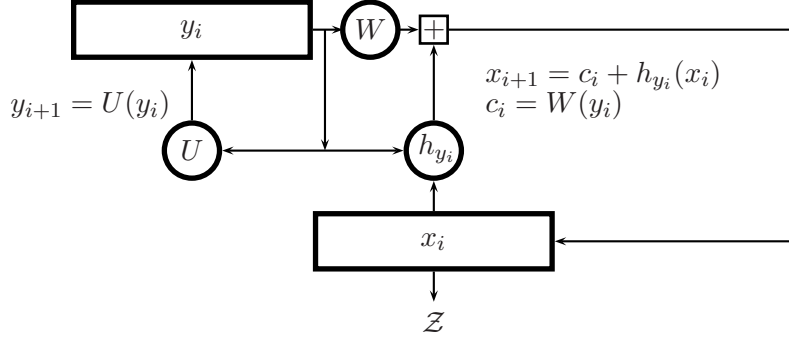 y_i
W
+
x_{i+1} = c_i + h_{y_i}(x_i)
y_{i+1} = U(y_i)
c_i = W(y_i)
U
h_{y_i}
x_i
𝒵